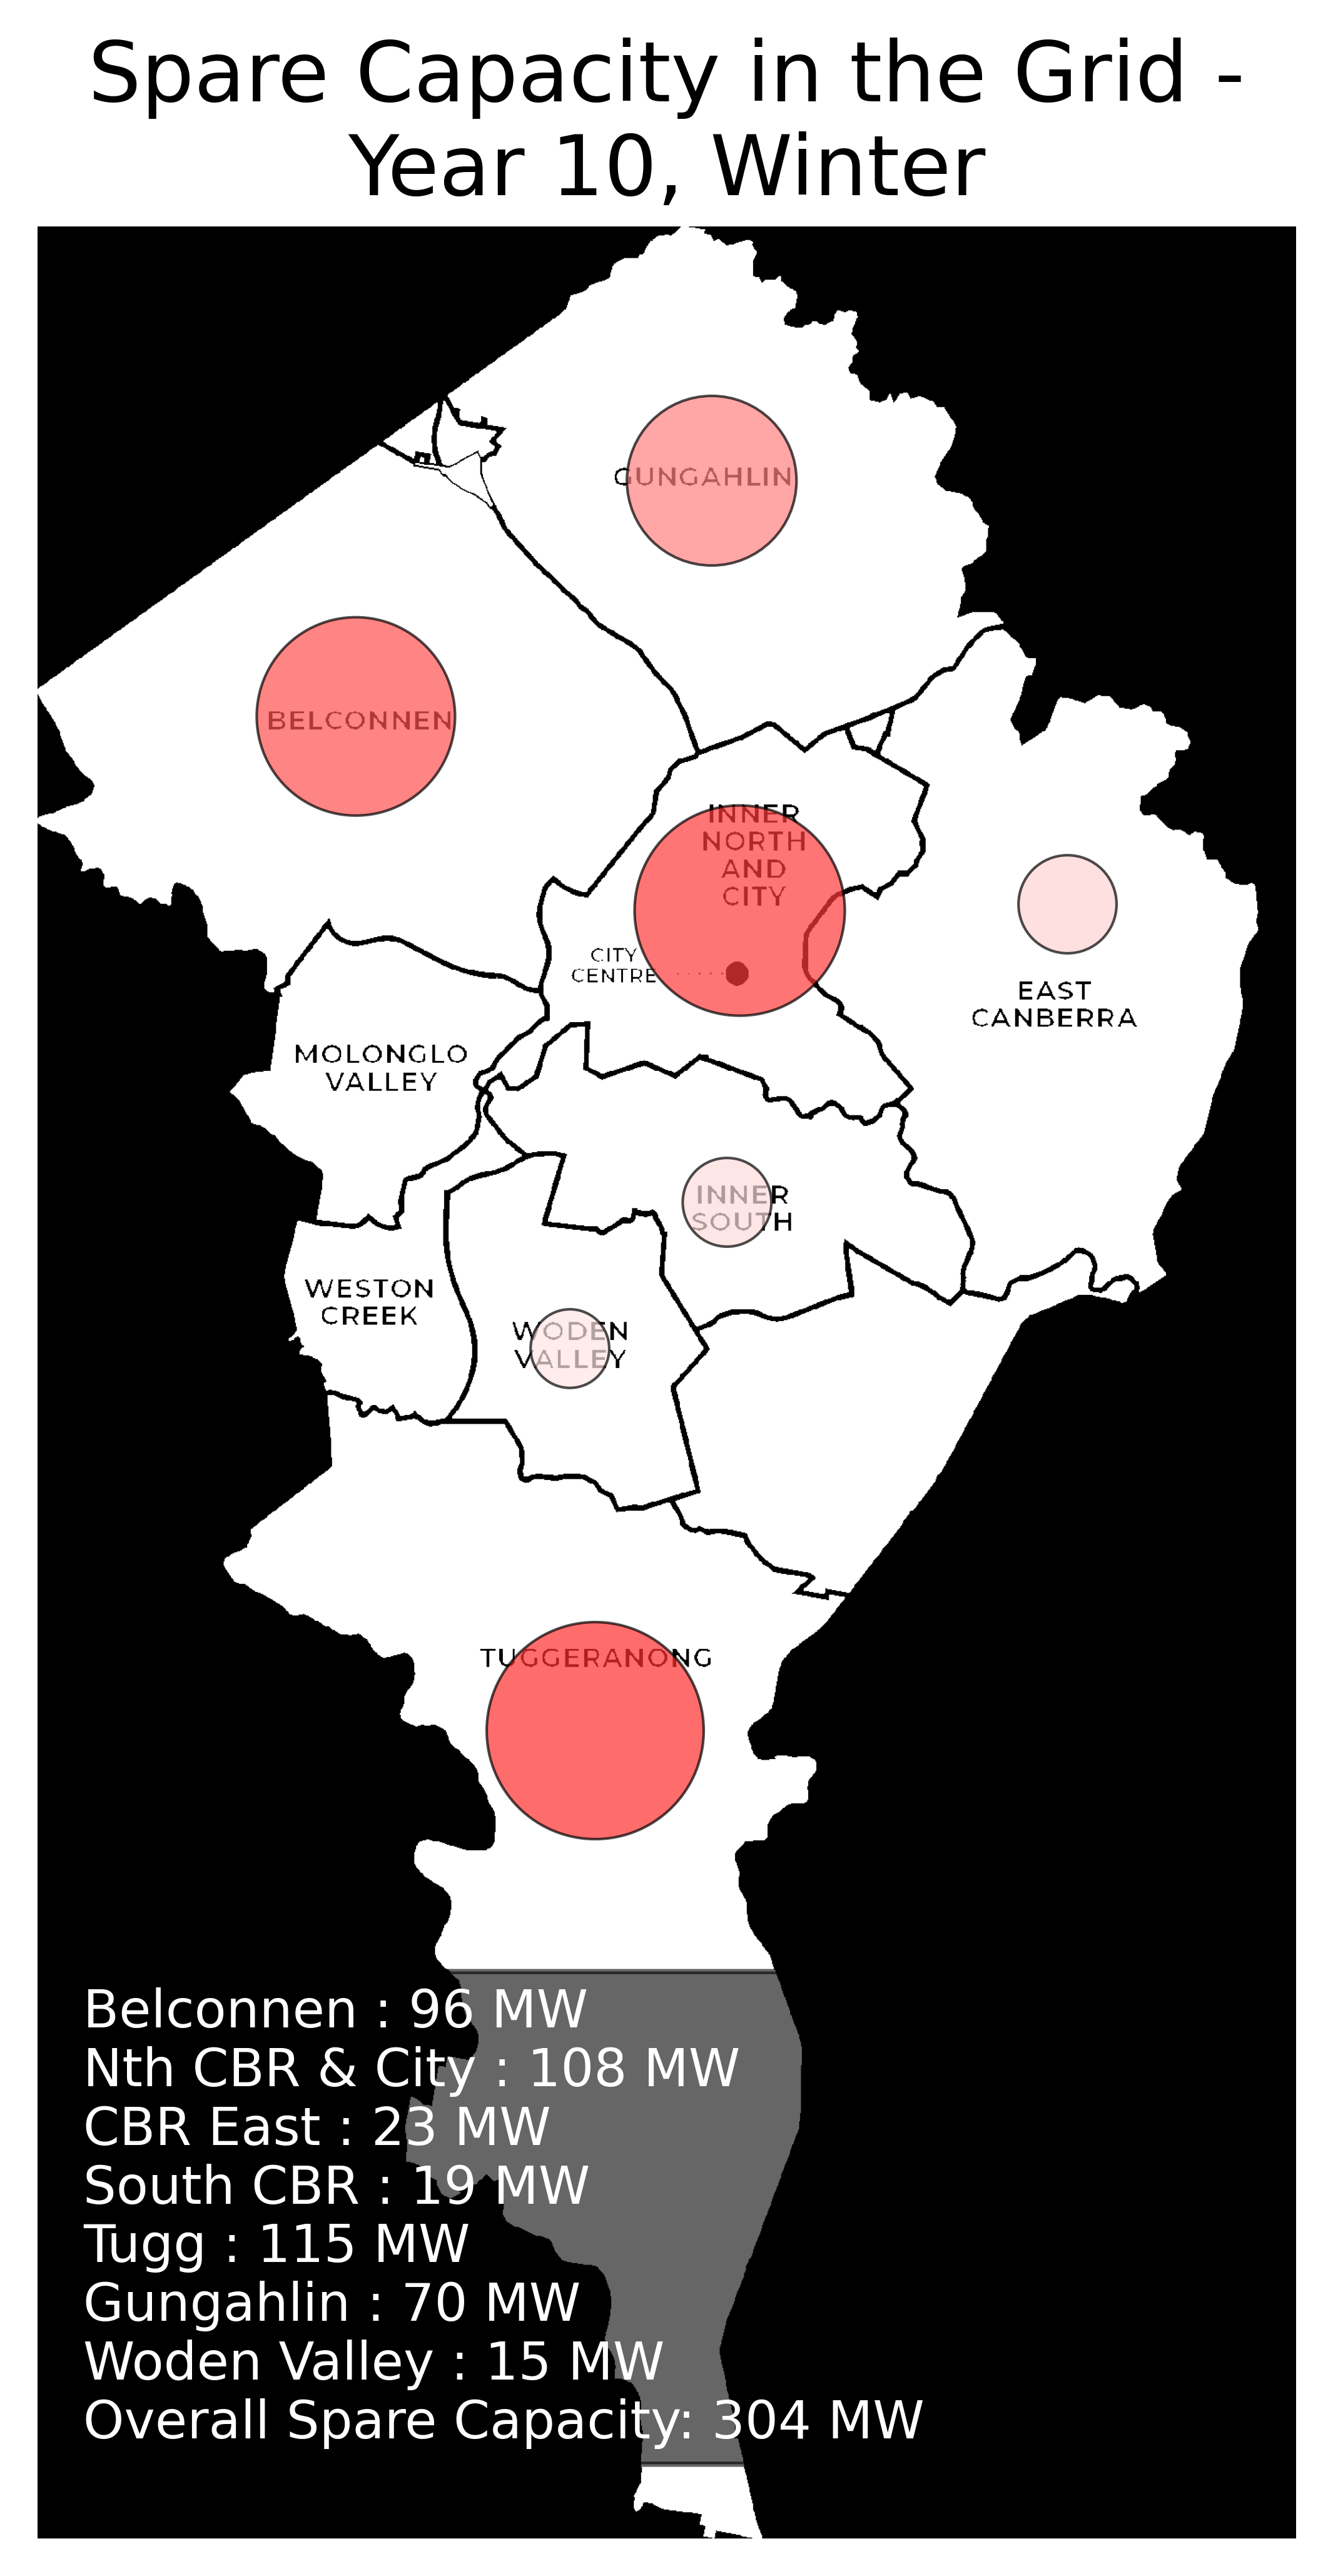 Spare Capacity in the Grid -
Year 10, Winter
GUNGAHLIN
BELCONNEN
INNER
NORTH
AND
CITY
CITY
CENTRE
EAST
CANBERRA
MOLONGLO
VALLEY
INNER
SOUTH
WESTON
CREEK
WODEN
VALLEY
TUGGERANONG
Belconnen : 96 MW
Nth CBR & City : 108 MW
CBR East : 23 MW
South CBR : 19 MW
Tugg : 115 MW
Gungahlin : 70 MW
Woden Valley : 15 MW
Overall Spare Capacity: 304 MW